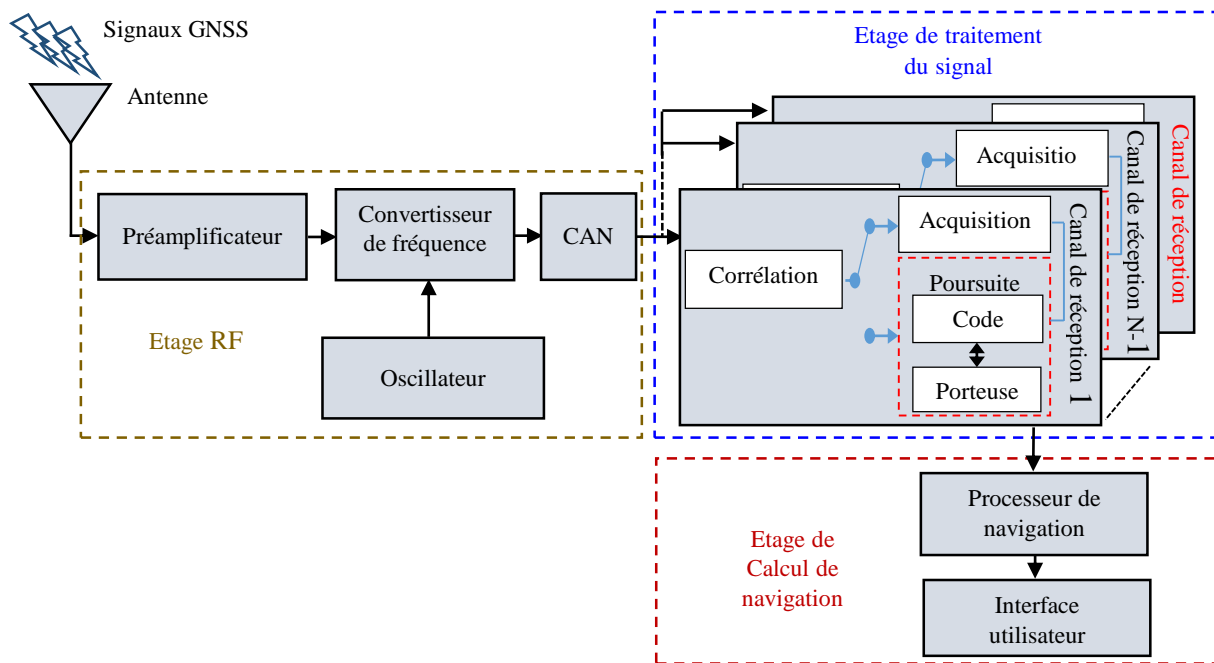 Signaux GNSS
Antenne
Préamplificateur
Convertisseur
de fréquence
CAN
Etage RF
Oscillateur
Etage de traitement
du signal
Canal de réception
Acquisitio
Canal de réception N-1
Acquisition
Corrélation
Poursuite
Code
Porteuse
Canal de réception 1
Processeur de
navigation
Etage de
Calcul de
navigation
Interface
utilisateur